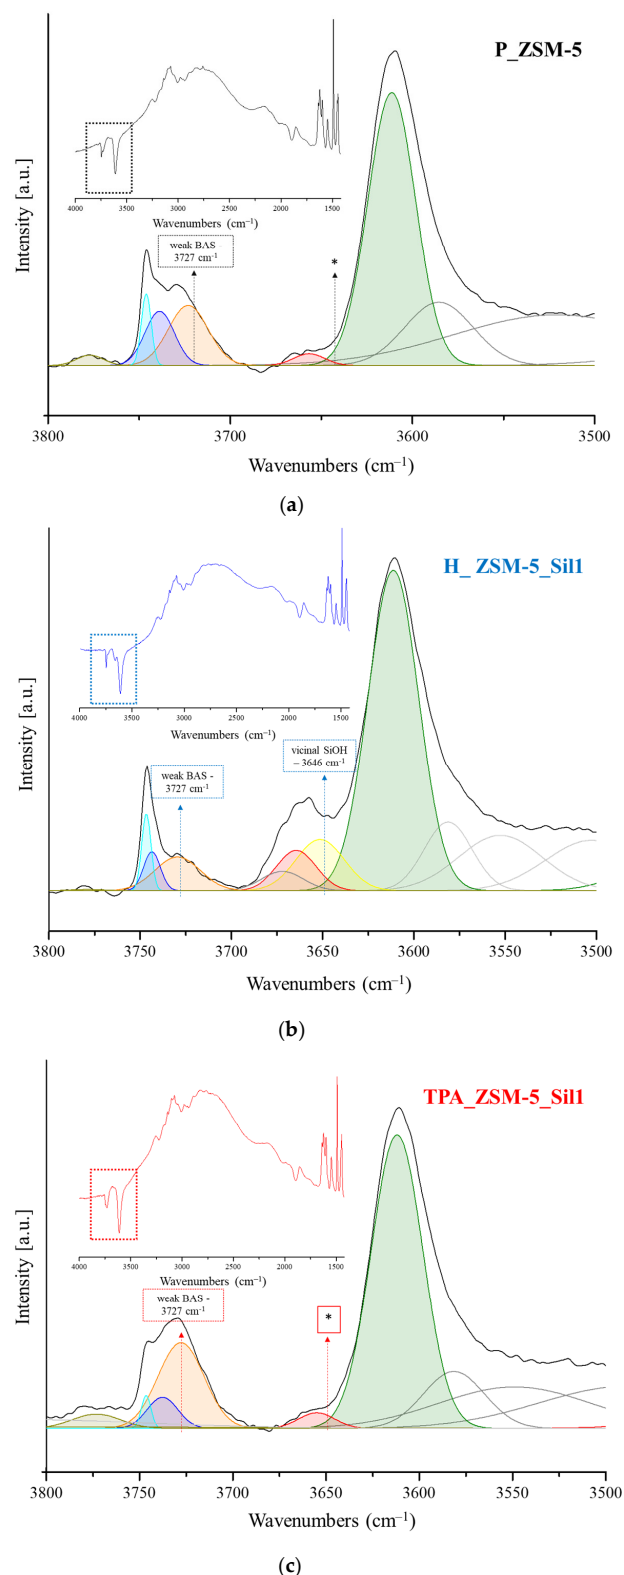 P_ZSM-5
Intensity [a.u.]
4000 3500 3000 2500 2000 1500
Wavenumbers (cm⁻¹)
weak BAS
3727 cm⁻¹
*
3800 3700 3600 3500
Wavenumbers (cm⁻¹)
(a)
H_ ZSM-5_Sil1
Intensity [a.u.]
4000 3500 3000 2500 2000 1500
Wavenumbers (cm⁻¹)
vicinal SiOH
– 3646 cm⁻¹
weak BAS -
3727 cm⁻¹
3800 3750 3700 3650 3600 3550 3500
Wavenumbers (cm⁻¹)
(b)
TPA_ZSM-5_Sil1
Intensity [a.u.]
4000 3500 3000 2500 2000 1500
Wavenumbers (cm⁻¹)
weak BAS -
3727 cm⁻¹
*
3800 3750 3700 3650 3600 3550 3500
Wavenumbers (cm⁻¹)
(c)